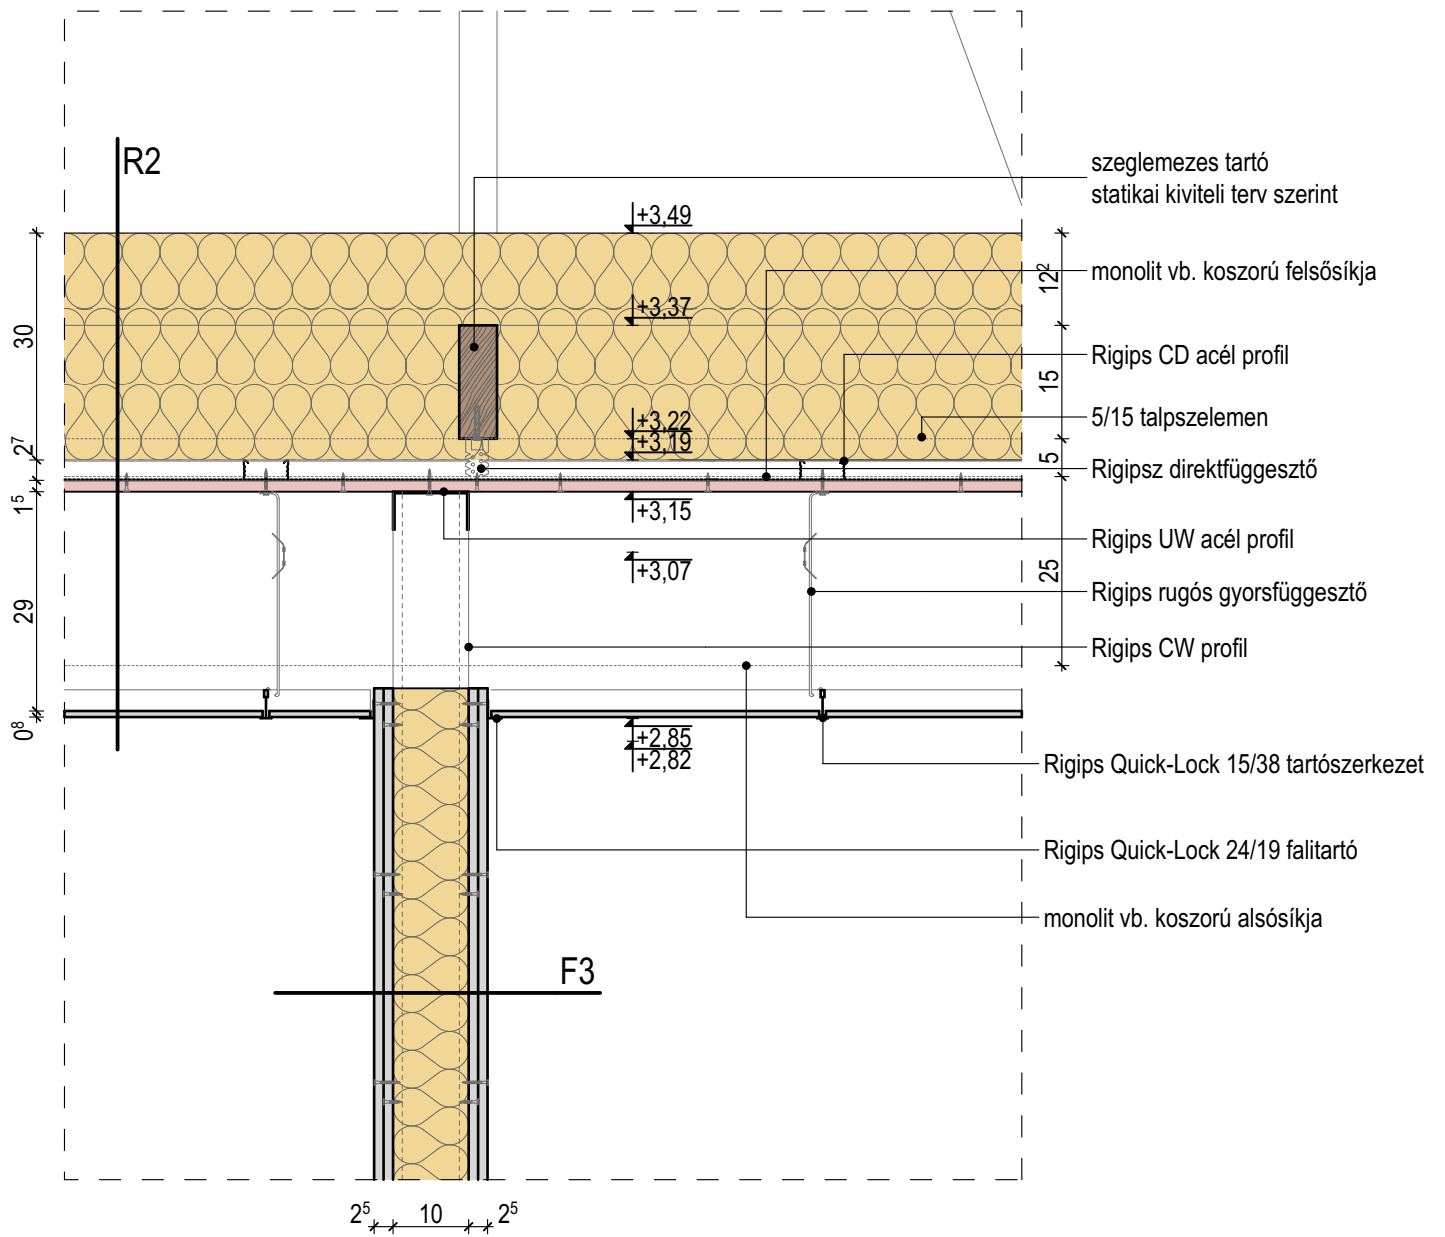 R2
szeglemezes tartó
statikai kiviteli terv szerint
+3,49
monolit vb. koszorú felsősíkja
12²
+3,37
30
Rigips CD acél profil
15
5/15 talpszelemen
+3,22
+3,19
2⁷
5
Rigipsz direktfüggesztő
1⁵
+3,15
Rigips UW acél profil
+3,07
25
Rigips rugós gyorsfüggesztő
29
Rigips CW profil
0⁸
+2,85
+2,82
Rigips Quick-Lock 15/38 tartószerkezet
Rigips Quick-Lock 24/19 falitartó
monolit vb. koszorú alsósíkja
F3
2⁵ 10 2⁵